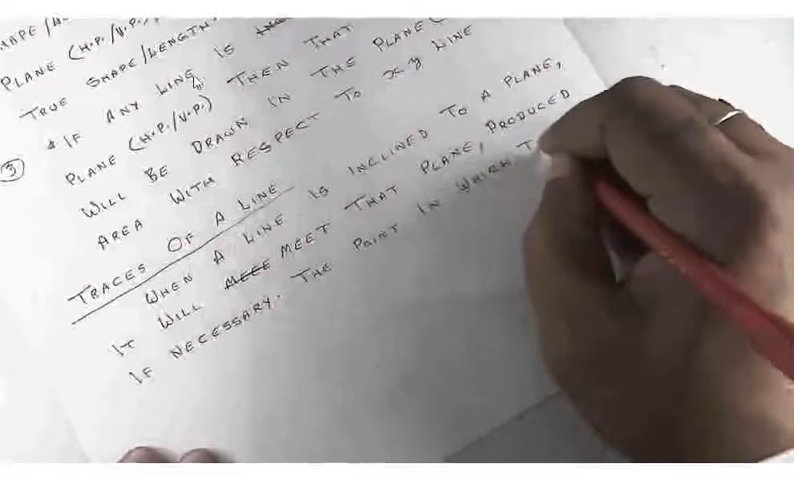 PLANE (H.P./V.P.),
TRUE SHAPE/LENGTH.
* IF ANY LINE IS
PLANE (H.P./V.P.) THEN THAT
WILL BE DRAWN IN THE PLANE
AREA WITH RESPECT TO XY LINE
③ TRACES OF A LINE
WHEN A LINE IS INCLINED TO A PLANE,
IT WILL MEET THAT PLANE, PRODUCED
IF NECESSARY. THE POINT IN WHICH T